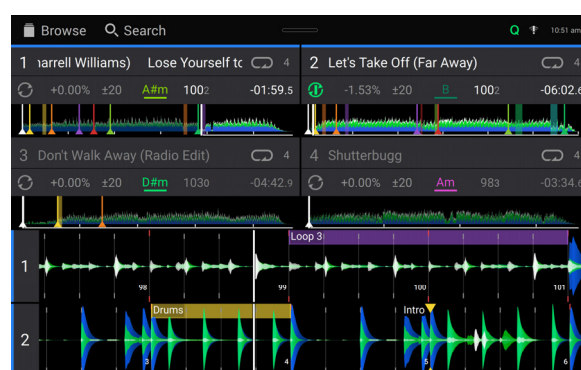 Browse Search Q 10:51 am
1 harrell Williams) Lose Yourself to 4
+0.00% ±20 A#m 1002 -01:59.5
2 Let's Take Off (Far Away) 4
-1.53% ±20 B 1002 -06:02.6
3 Don't Walk Away (Radio Edit) 4
+0.00% ±20 D#m 1030 -04:42.9
4 Shutterbugg 4
+0.00% ±20 Am 983 -03:34.6
Loop 3:
1
98 99 100 101
Drums Intro
2
3 4 5 6